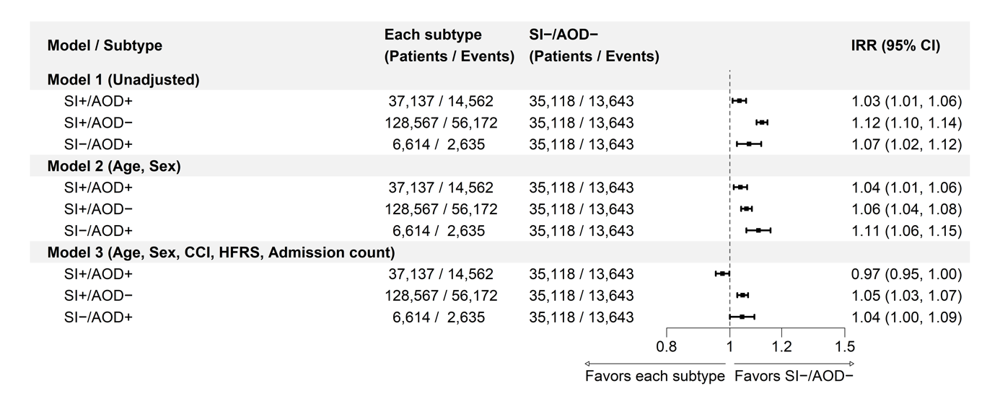 Model / Subtype Each subtype (Patients / Events) SI−/AOD− (Patients / Events) IRR (95% CI)
Model 1 (Unadjusted)
SI+/AOD+ 37,137 / 14,562 35,118 / 13,643 1.03 (1.01, 1.06)
SI+/AOD− 128,567 / 56,172 35,118 / 13,643 1.12 (1.10, 1.14)
SI−/AOD+ 6,614 / 2,635 35,118 / 13,643 1.07 (1.02, 1.12)
Model 2 (Age, Sex)
SI+/AOD+ 37,137 / 14,562 35,118 / 13,643 1.04 (1.01, 1.06)
SI+/AOD− 128,567 / 56,172 35,118 / 13,643 1.06 (1.04, 1.08)
SI−/AOD+ 6,614 / 2,635 35,118 / 13,643 1.11 (1.06, 1.15)
Model 3 (Age, Sex, CCI, HFRS, Admission count)
SI+/AOD+ 37,137 / 14,562 35,118 / 13,643 0.97 (0.95, 1.00)
SI+/AOD− 128,567 / 56,172 35,118 / 13,643 1.05 (1.03, 1.07)
SI−/AOD+ 6,614 / 2,635 35,118 / 13,643 1.04 (1.00, 1.09)
0.8 1 1.2 1.5
Favors each subtype Favors SI−/AOD−